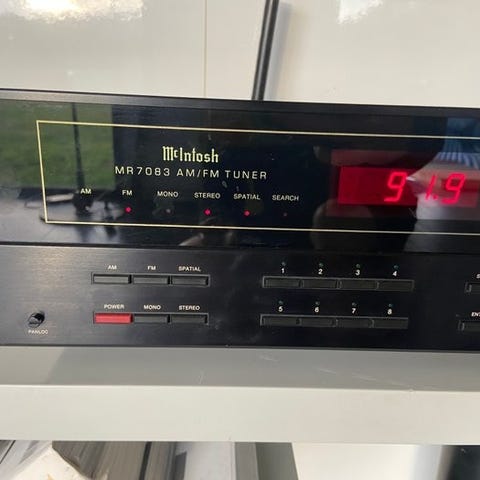 McIntosh
MR7083 AM/FM TUNER
AM FM MONO STEREO SPATIAL SEARCH
91.9
AM FM SPATIAL
1 2 3 4
POWER MONO STEREO
5 6 7 8
PANLOC